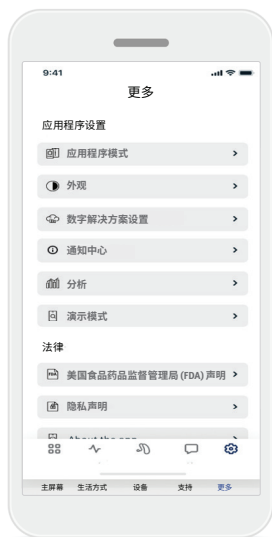 9:41
更多
应用程序设置
应用程序模式
外观
数字解决方案设置
通知中心
分析
演示模式
法律
FDA 美国食品药品监督管理局 (FDA) 声明
隐私声明
About the app
主屏幕 生活方式 设备 支持 更多